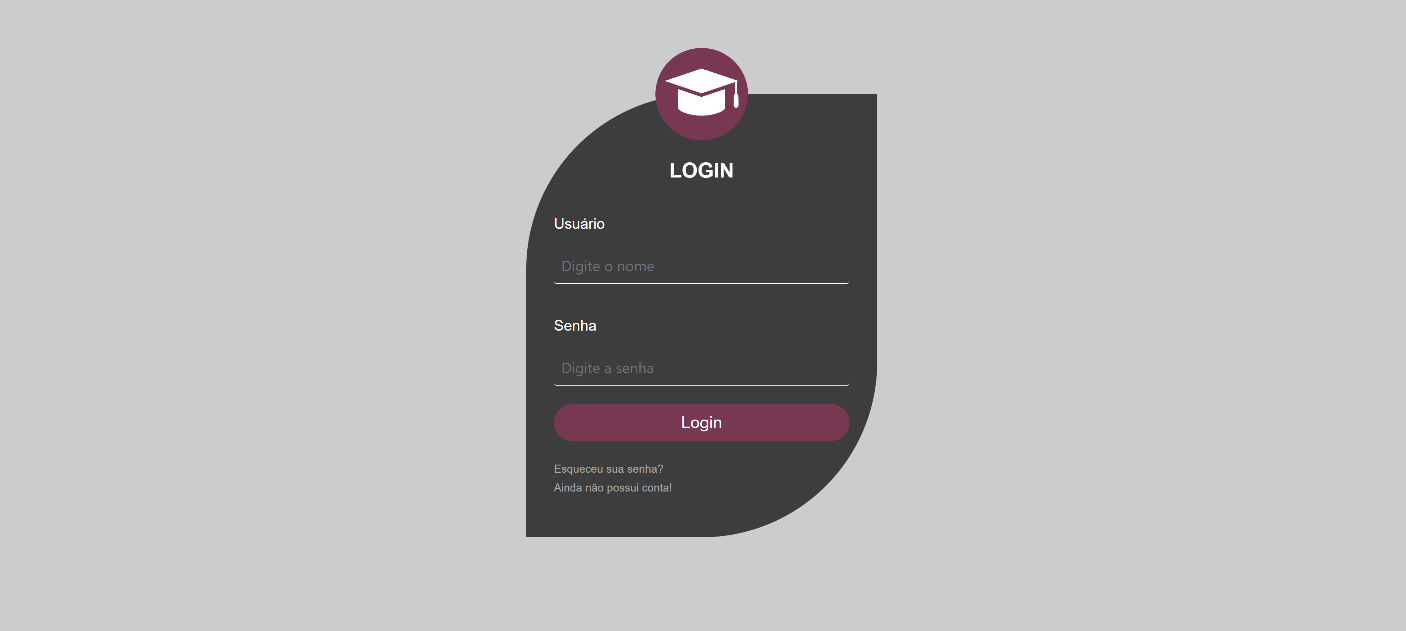 LOGIN
Usuário
Digite o nome
Senha
Digite a senha
Login
Esqueceu sua senha?
Ainda não possui conta!